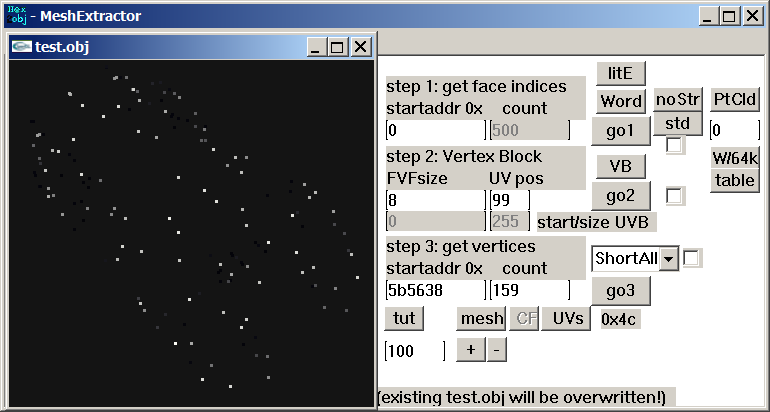 Hex
obj - MeshExtractor
test.obj
step 1: get face indices
startaddr 0x count
0 500
litE
Word
go1
noStr
std
PtCld
0
step 2: Vertex Block
FVFsize UV pos
8 99
0 255 start/size UVB
VB
go2
W/64k
table
step 3: get vertices
startaddr 0x count
5b5638 159
ShortAll
go3
tut mesh CF UVs 0x4c
100 + -
(existing test.obj will be overwritten!)